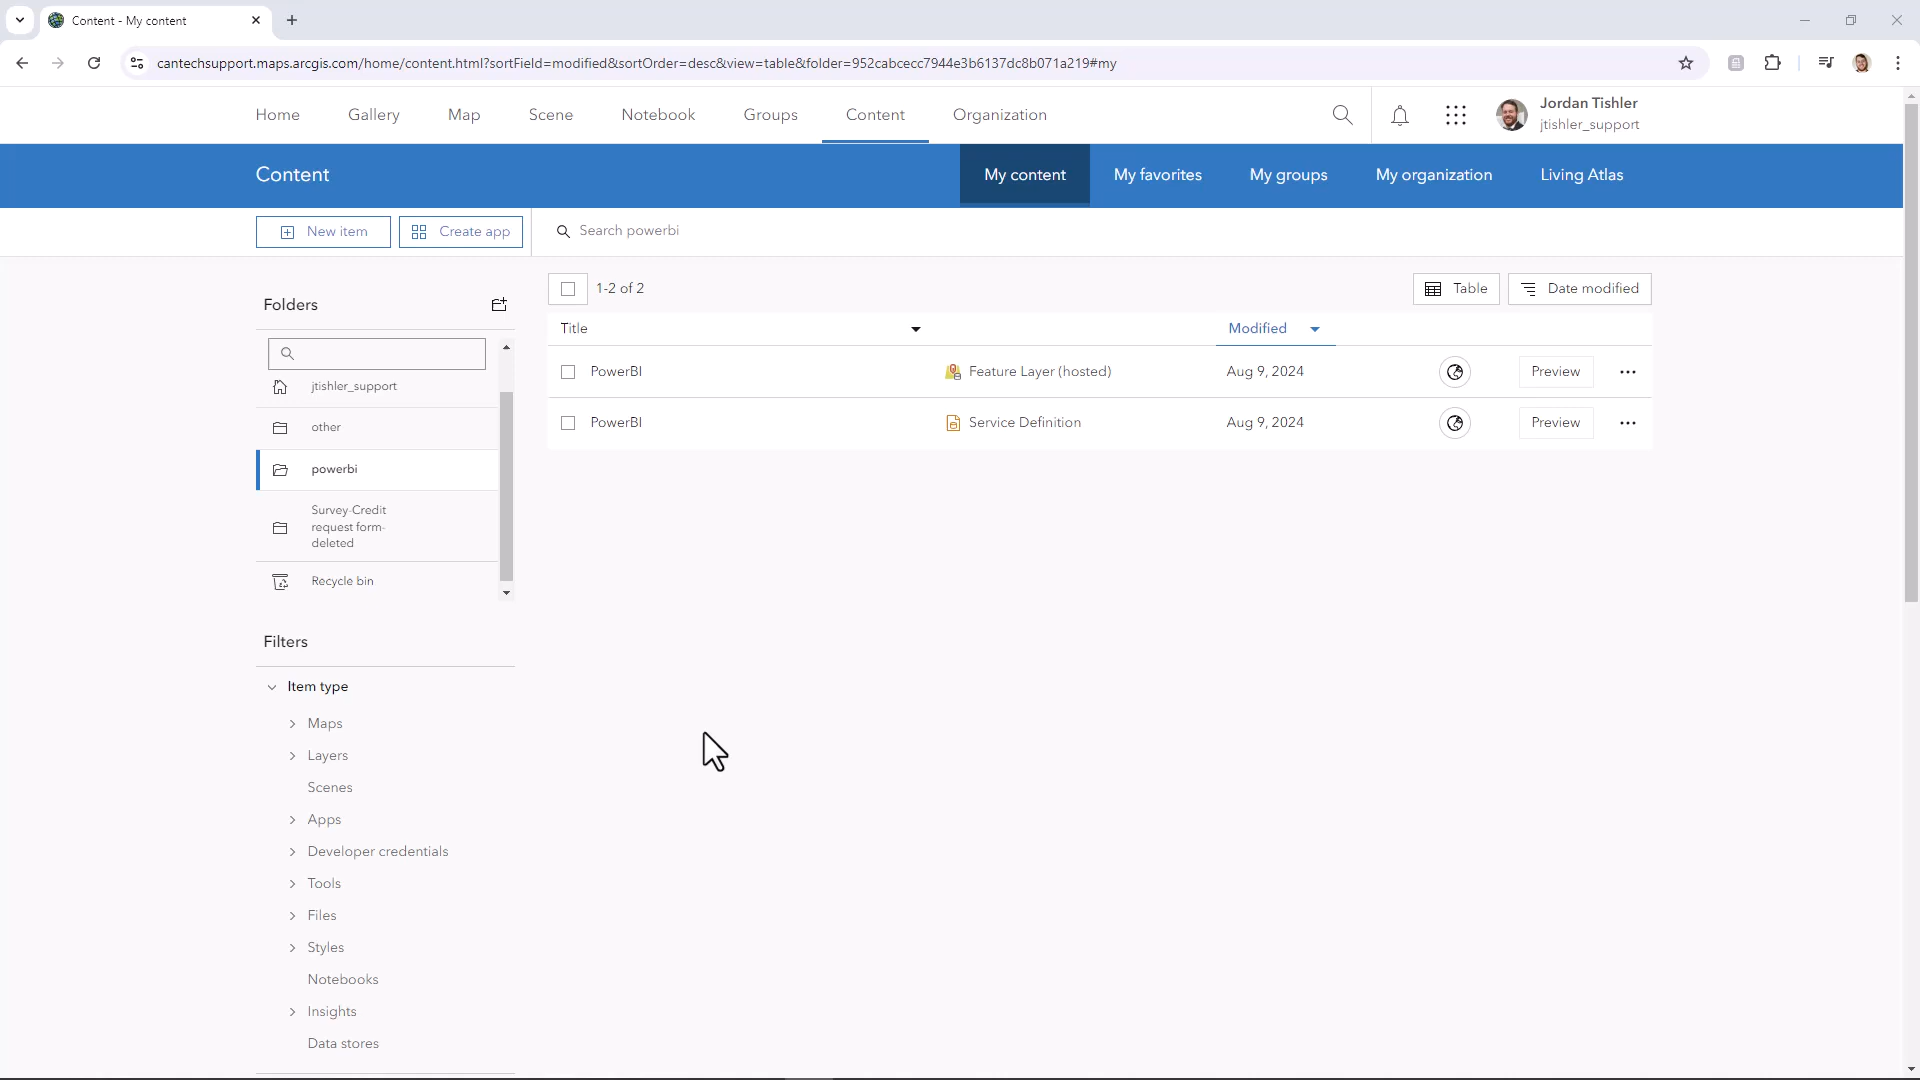 Content - My content
cantechsupport.maps.arcgis.com/home/content.html?sortField=modified&sortOrder=desc&view=table&folder=952cabcecc7944e3b6137dc8b071a219#my
Home Gallery Map Scene Notebook Groups Content Organization
Jordan Tishler
jtishler_support
Content My content My favorites My groups My organization Living Atlas
New item Create app Search powerbi
Folders
1-2 of 2 Table Date modified
Title Modified
PowerBI Feature Layer (hosted) Aug 9, 2024 Preview
PowerBI Service Definition Aug 9, 2024 Preview
jtishler_support
other
powerbi
Survey-Credit
request form-
deleted
Recycle bin
Filters
Item type
Maps
Layers
Scenes
Apps
Developer credentials
Tools
Files
Styles
Notebooks
Insights
Data stores